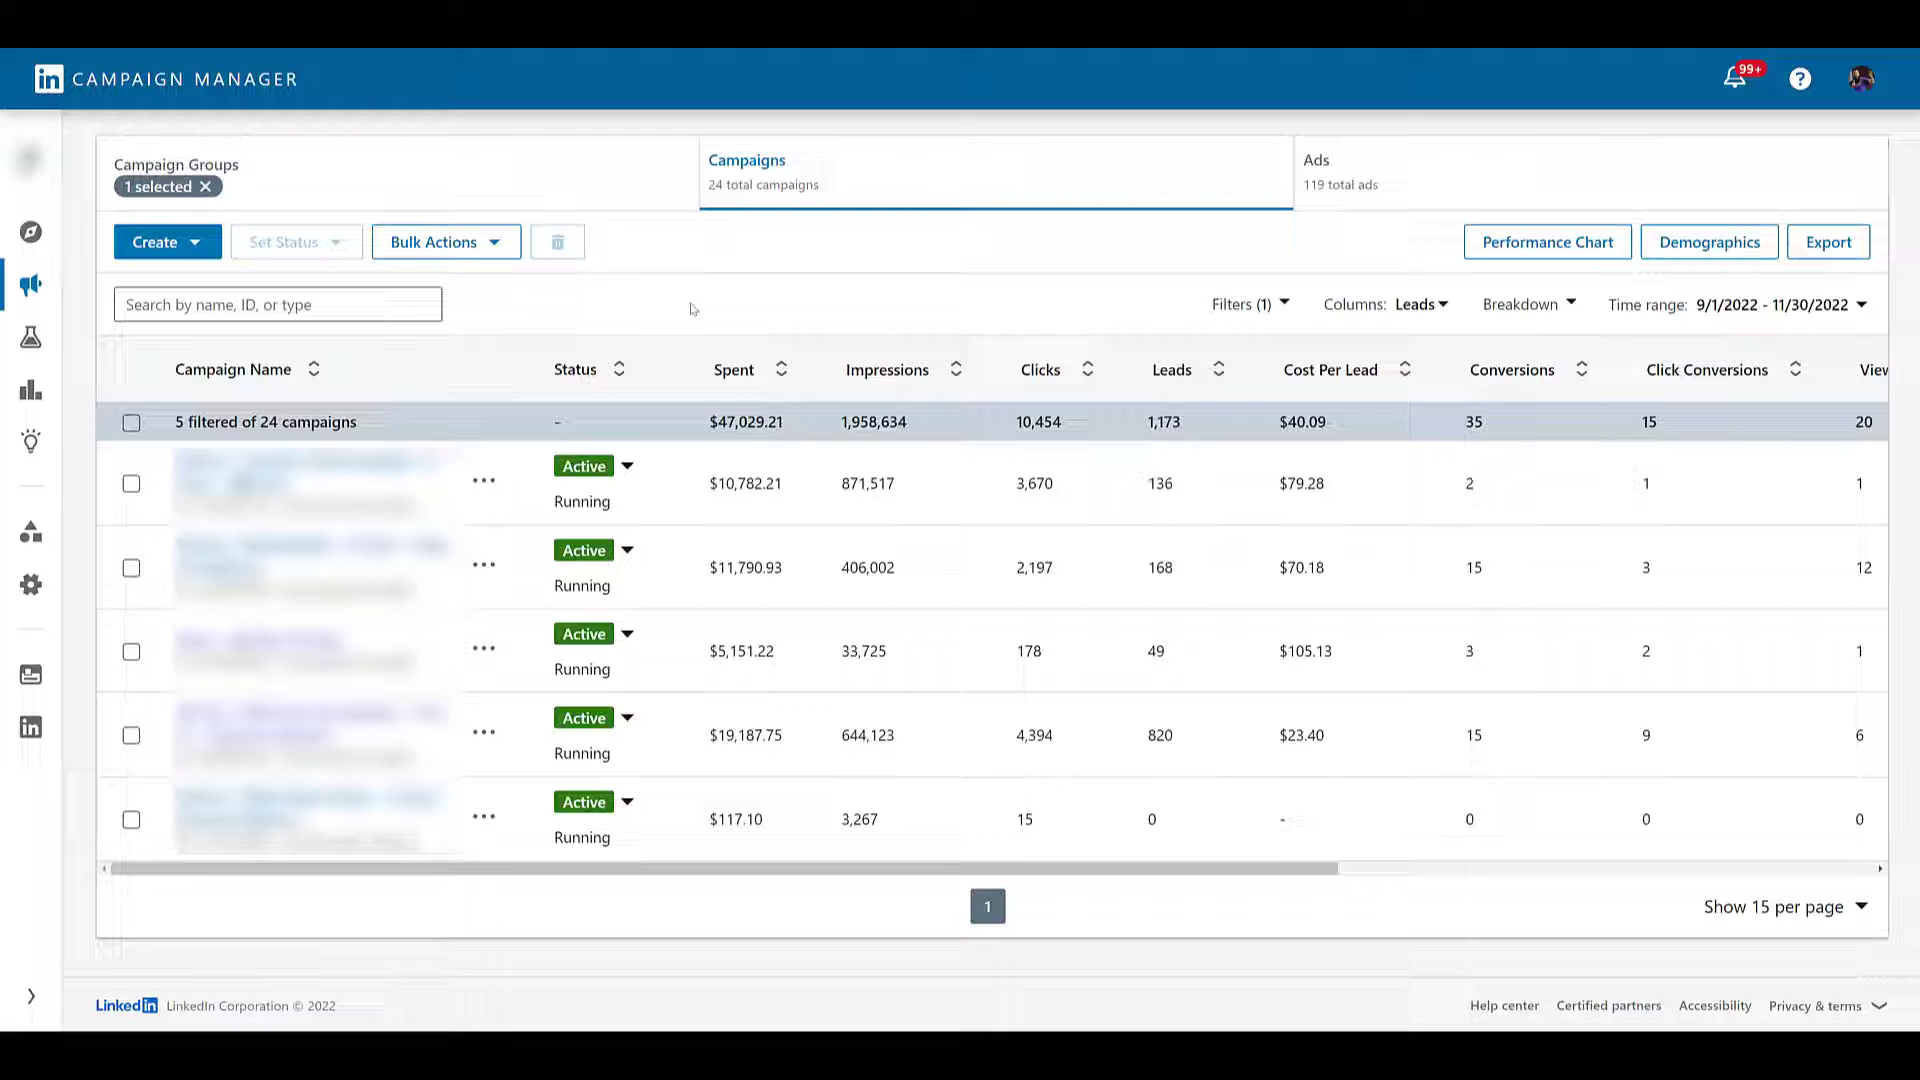 in CAMPAIGN MANAGER
99+
?
Campaign Groups
1 selected
Campaigns
24 total campaigns
Ads
119 total ads
Create
Set Status
Bulk Actions
Performance Chart
Demographics
Export
Search by name, ID, or type
Filters (1)
Columns: Leads
Breakdown
Time range: 9/1/2022 - 11/30/2022
Campaign Name Status Spent Impressions Clicks Leads Cost Per Lead Conversions Click Conversions View
5 filtered of 24 campaigns - $47,029.21 1,958,634 10,454 1,173 $40.09 35 15 20
Active
$10,782.21 871,517 3,670 136 $79.28 2 1 1
Running
Active
$11,790.93 406,002 2,197 168 $70.18 15 3 12
Running
Active
$5,151.22 33,725 178 49 $105.13 3 2 1
Running
Active
$19,187.75 644,123 4,394 820 $23.40 15 9 6
Running
Active
$117.10 3,267 15 0 - 0 0 0
Running
1
Show 15 per page
in
LinkedIn LinkedIn Corporation © 2022
Help center
Certified partners
Accessibility
Privacy & terms